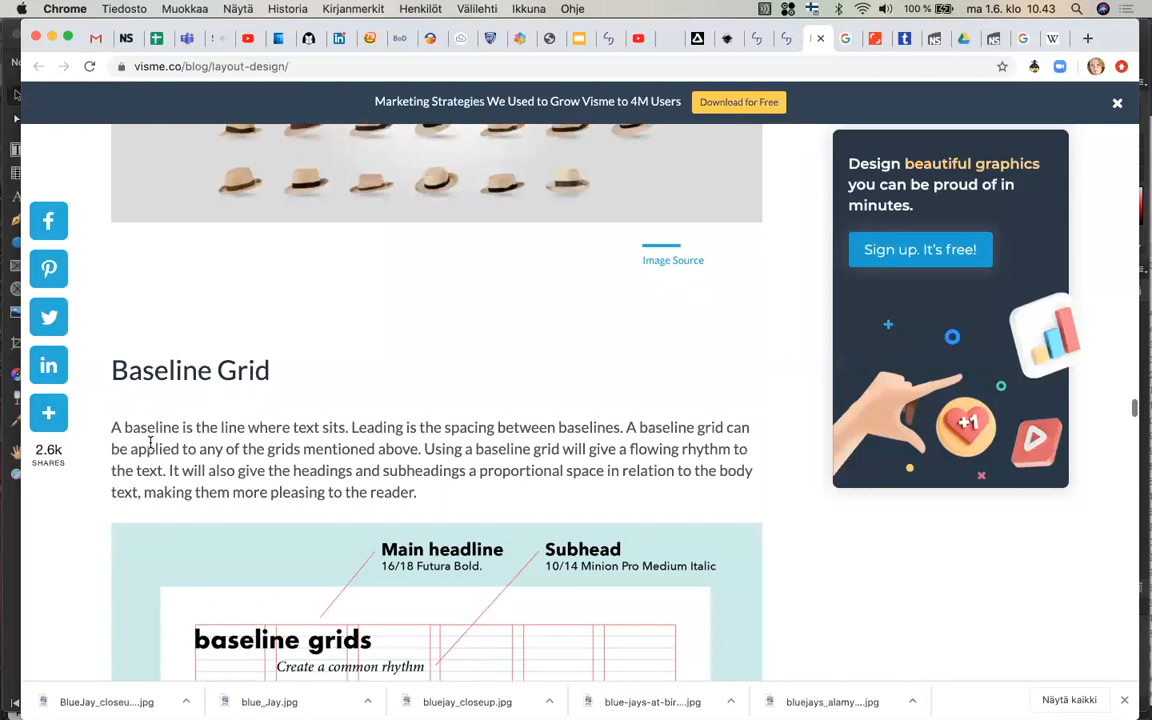 Chrome Tiedosto Muokkaa Näytä Historia Kirjanmerkit Henkilöt Välilehti Ikkuna Ohje 100 % ma 1.6. klo 10.43
visme.co/blog/layout-design/
Marketing Strategies We Used to Grow Visme to 4M Users Download for Free
Design beautiful graphics
you can be proud of in
minutes.
Sign up. It's free!
Image Source
Baseline Grid
A baseline is the line where text sits. Leading is the spacing between baselines. A baseline grid can
be applied to any of the grids mentioned above. Using a baseline grid will give a flowing rhythm to
the text. It will also give the headings and subheadings a proportional space in relation to the body
text, making them more pleasing to the reader.
2.6k
SHARES
+1
Main headline
16/18 Futura Bold.
Subhead
10/14 Minion Pro Medium Italic
baseline grids
Create a common rhythm
BlueJay_closeu....jpg
blue_Jay.jpg
bluejay_closeup.jpg
blue-jays-at-bir....jpg
bluejays_alamy....jpg
Näytä kaikki